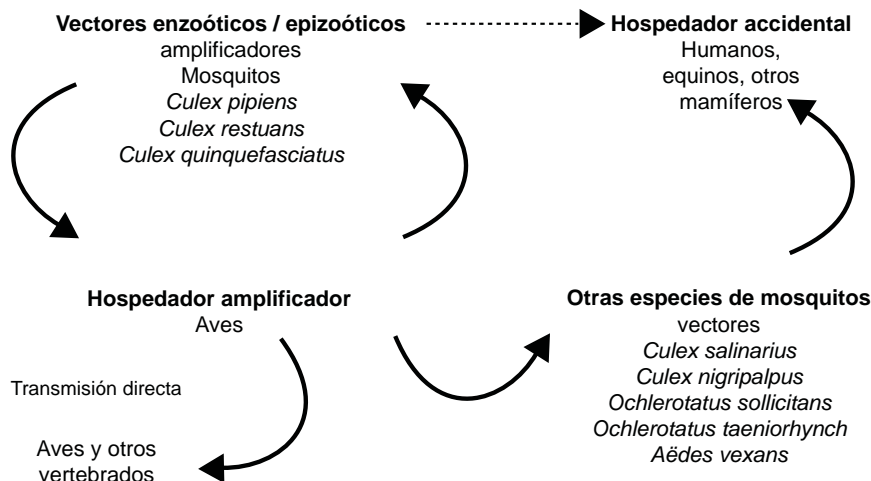 Vectores enzoóticos / epizoóticos
amplificadores
Mosquitos
Culex pipiens
Culex restuans
Culex quinquefasciatus
Hospedador accidental
Humanos,
equinos, otros
mamíferos
Hospedador amplificador
Aves
Transmisión directa
Aves y otros
vertebrados
Otras especies de mosquitos
vectores
Culex salinarius
Culex nigripalpus
Ochlerotatus sollicitans
Ochlerotatus taeniorhynch
Aëdes vexans